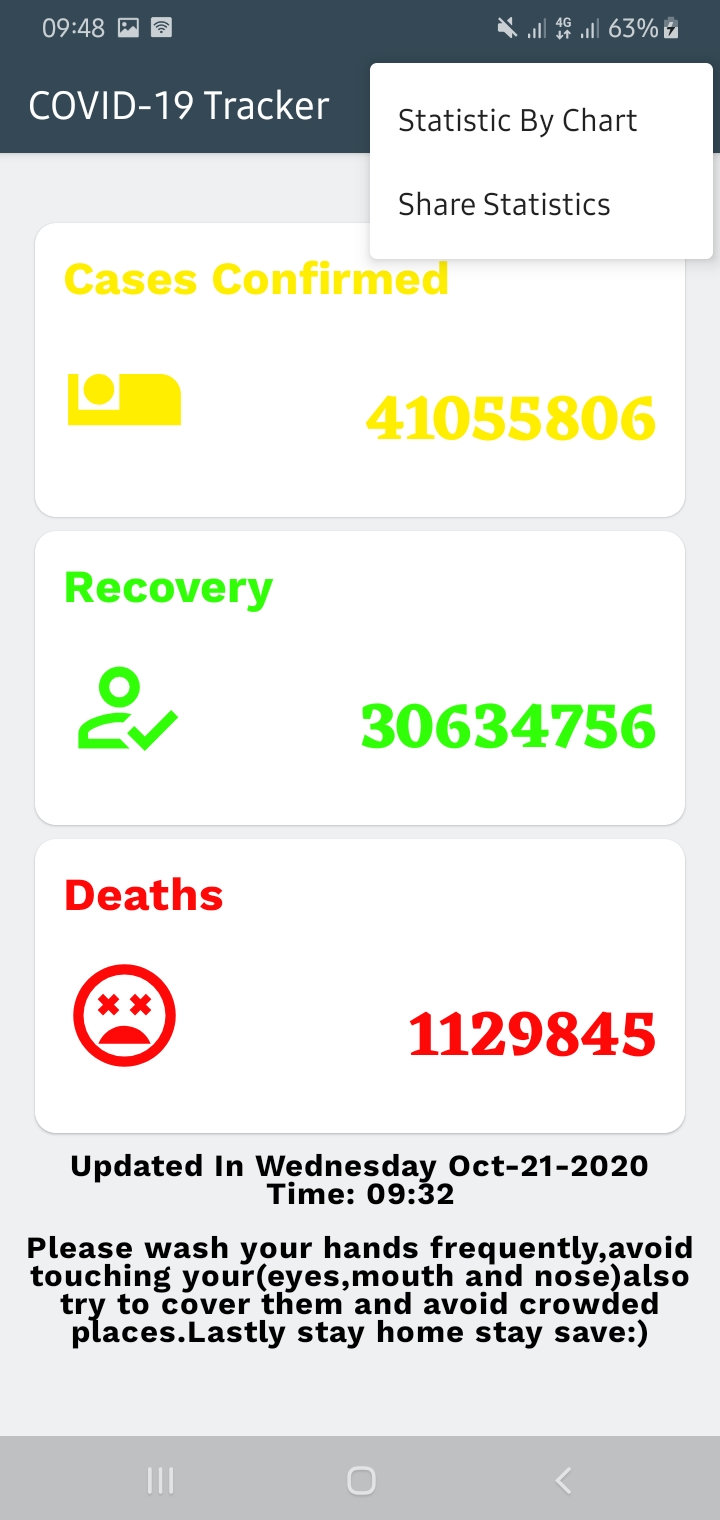 09:48
4G
63%
COVID-19 Tracker
Statistic By Chart
Share Statistics
Cases Confirmed
41055806
Recovery
30634756
Deaths
1129845
Updated In Wednesday Oct-21-2020
Time: 09:32
Please wash your hands frequently,avoid
touching your(eyes,mouth and nose)also
try to cover them and avoid crowded
places.Lastly stay home stay save:)